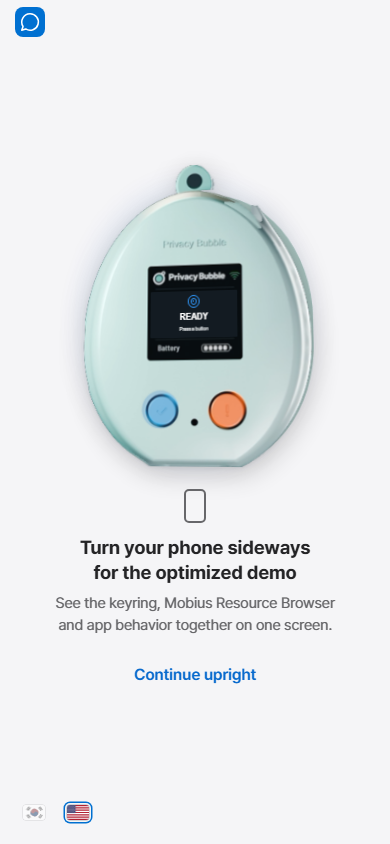 Privacy Bubble
Privacy Bubble
READY
Press a button
Battery
Turn your phone sideways
for the optimized demo
See the keyring, Mobius Resource Browser
and app behavior together on one screen.
Continue upright